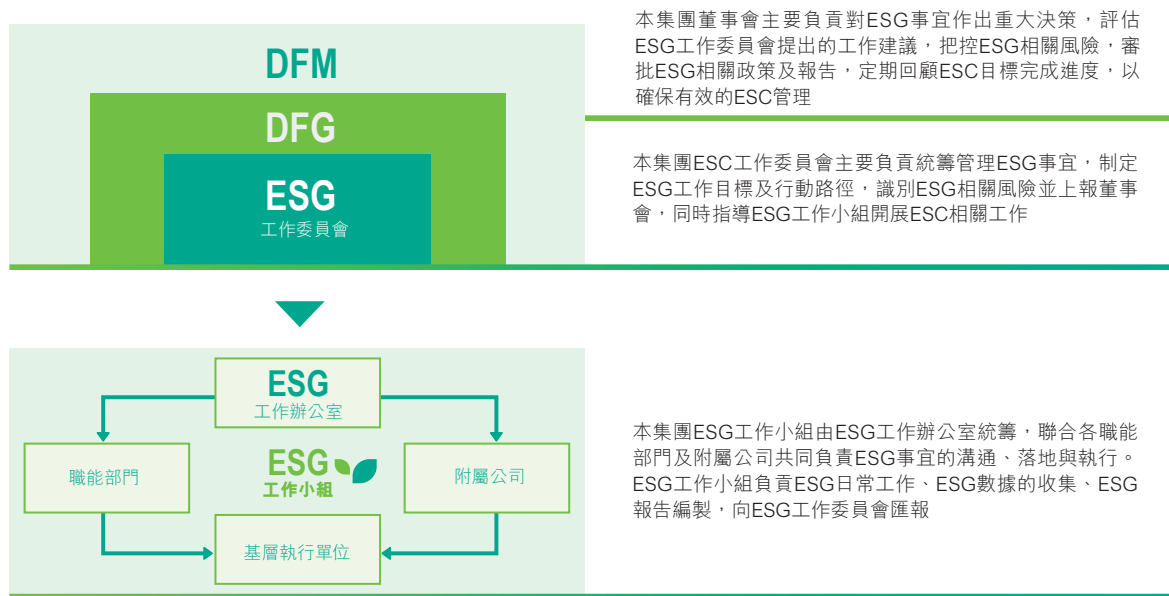 DFM
DFG
ESG
工作委員會
本集團董事會主要負貢對ESG事宜作出重大決策，評估
ESG工作委員會提出的工作建議，把控ESG相關風險，審
批ESG相關政策及報告，定期回顧ESC目標完成進度，以
確保有效的ESC管理
本集團ESC工作委員會主要負貢統籌管理ESG事宜，制定
ESG工作目標及行動路徑，識別ESG相關風險並上報董事
會，同時指導ESG工作小組開展ESC相關工作
ESG
工作辦公室
職能部門
ESG
工作小組
附屬公司
基層執行單位
本集團ESG工作小組由ESG工作辦公室統籌，聯合各職能
部門及附屬公司共同負責ESG事宜的溝通、落地與執行。
ESG工作小組負貢ESG日常工作、ESG數據的收集、ESG
報告編製，向ESG工作委員會匯報